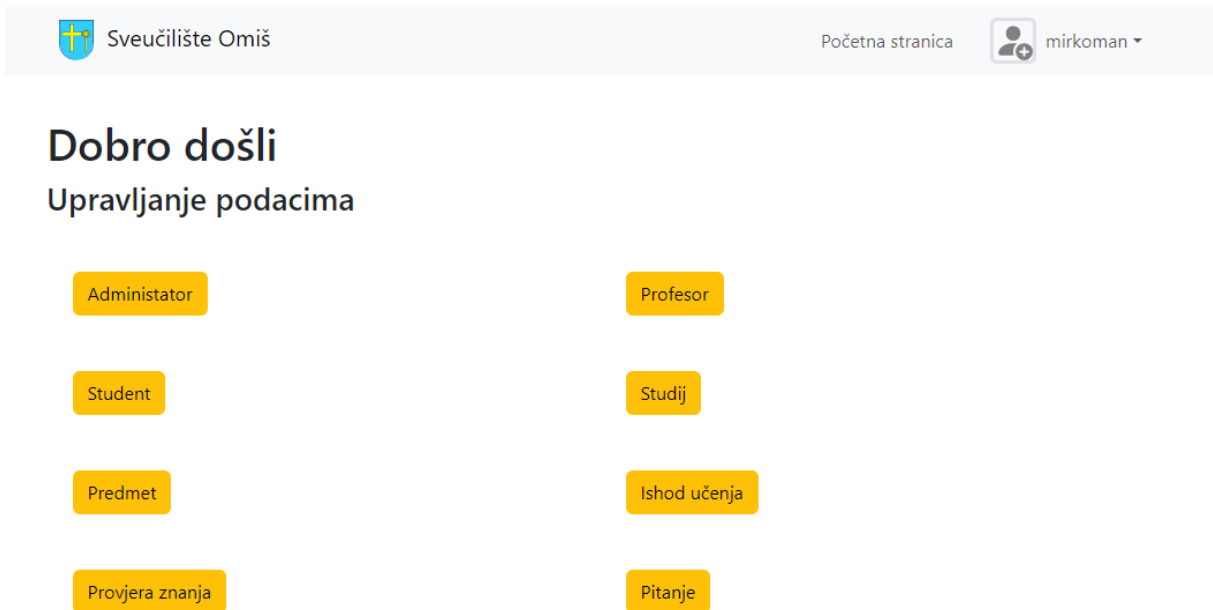 Sveučilište Omiš Početna stranica mirkoman
Dobro došli
Upravljanje podacima
Administator Profesor
Student Studij
Predmet Ishod učenja
Provjera znanja Pitanje